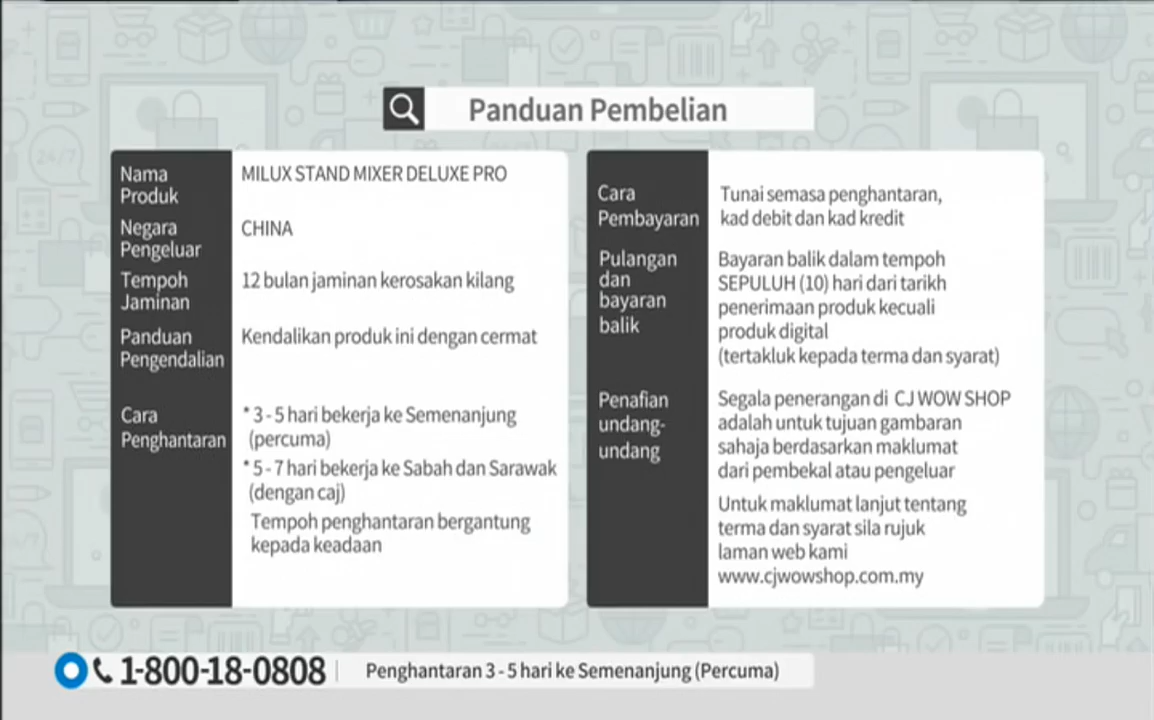 Panduan Pembelian
Nama
Produk
MILUX STAND MIXER DELUXE PRO
Negara
Pengeluar
CHINA
Tempoh
Jaminan
12 bulan jaminan kerosakan kilang
Panduan
Pengendalian
Kendalikan produk ini dengan cermat
Cara
Penghantaran
* 3 - 5 hari bekerja ke Semenanjung
(percuma)
* 5 - 7 hari bekerja ke Sabah dan Sarawak
(dengan caj)
Tempoh penghantaran bergantung
kepada keadaan
Cara
Pembayaran
Tunai semasa penghantaran,
kad debit dan kad kredit
Pulangan
dan
bayaran
balik
Bayaran balik dalam tempoh
SEPULUH (10) hari dari tarikh
penerimaan produk kecuali
produk digital
(tertakluk kepada terma dan syarat)
Penafian
undang-
undang
Segala penerangan di CJ WOW SHOP
adalah untuk tujuan gambaran
sahaja berdasarkan maklumat
dari pembekal atau pengeluar
Untuk maklumat lanjut tentang
terma dan syarat sila rujuk
laman web kami
www.cjwowshop.com.my
1-800-18-0808
Penghantaran 3 - 5 hari ke Semenanjung (Percuma)
24/7